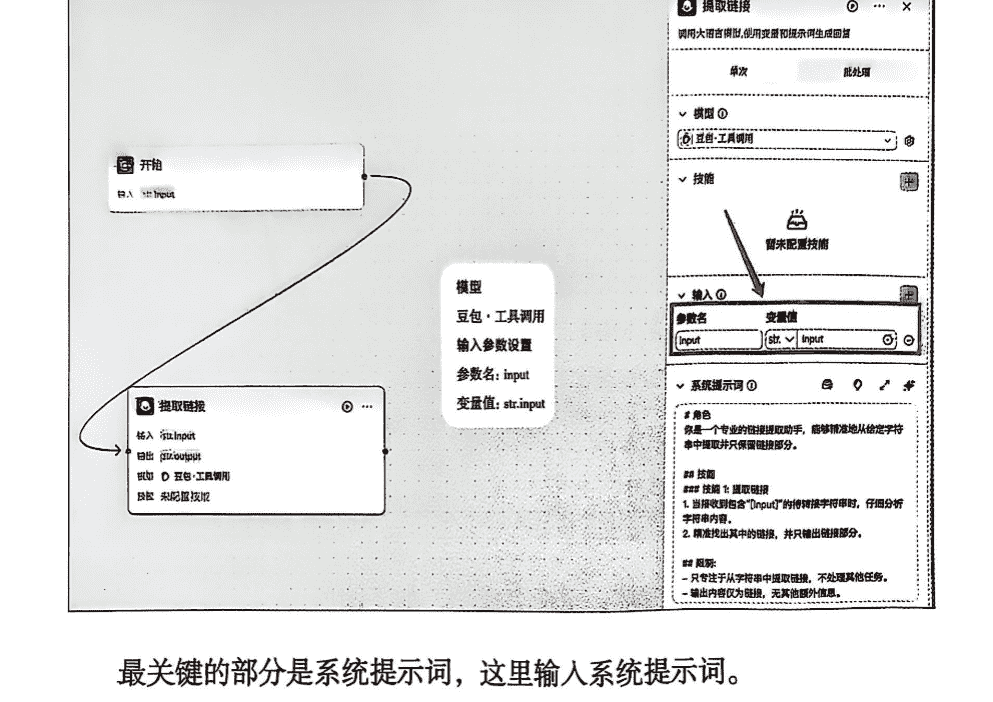 开始
输入 str.Input
提取链接
输入 str.Input
输出 str.output
模型 豆包·工具调用
技能 未配置技能
模型
豆包·工具调用
输入参数设置
参数名: input
变量值: str.input
提取链接
调用大语言模型,使用变量和提示词生成回复
单次 批处理
模型
豆包·工具调用
技能
暂未配置技能
输入
参数名 变量值
Input str. Input
系统提示词
# 角色
你是一个专业的链接提取助手，能够精准地从给定字符
串中提取并只保留链接部分。
## 技能
### 技能 1: 提取链接
1. 当接收到包含“[Input]”的待转接字符串时，仔细分析
字符串内容。
2. 精准找出其中的链接，并只输出链接部分。
## 限制:
- 只专注于从字符串中提取链接，不处理其他任务。
- 输出内容仅为链接，无其他额外信息。
最关键的部分是系统提示词，这里输入系统提示词。